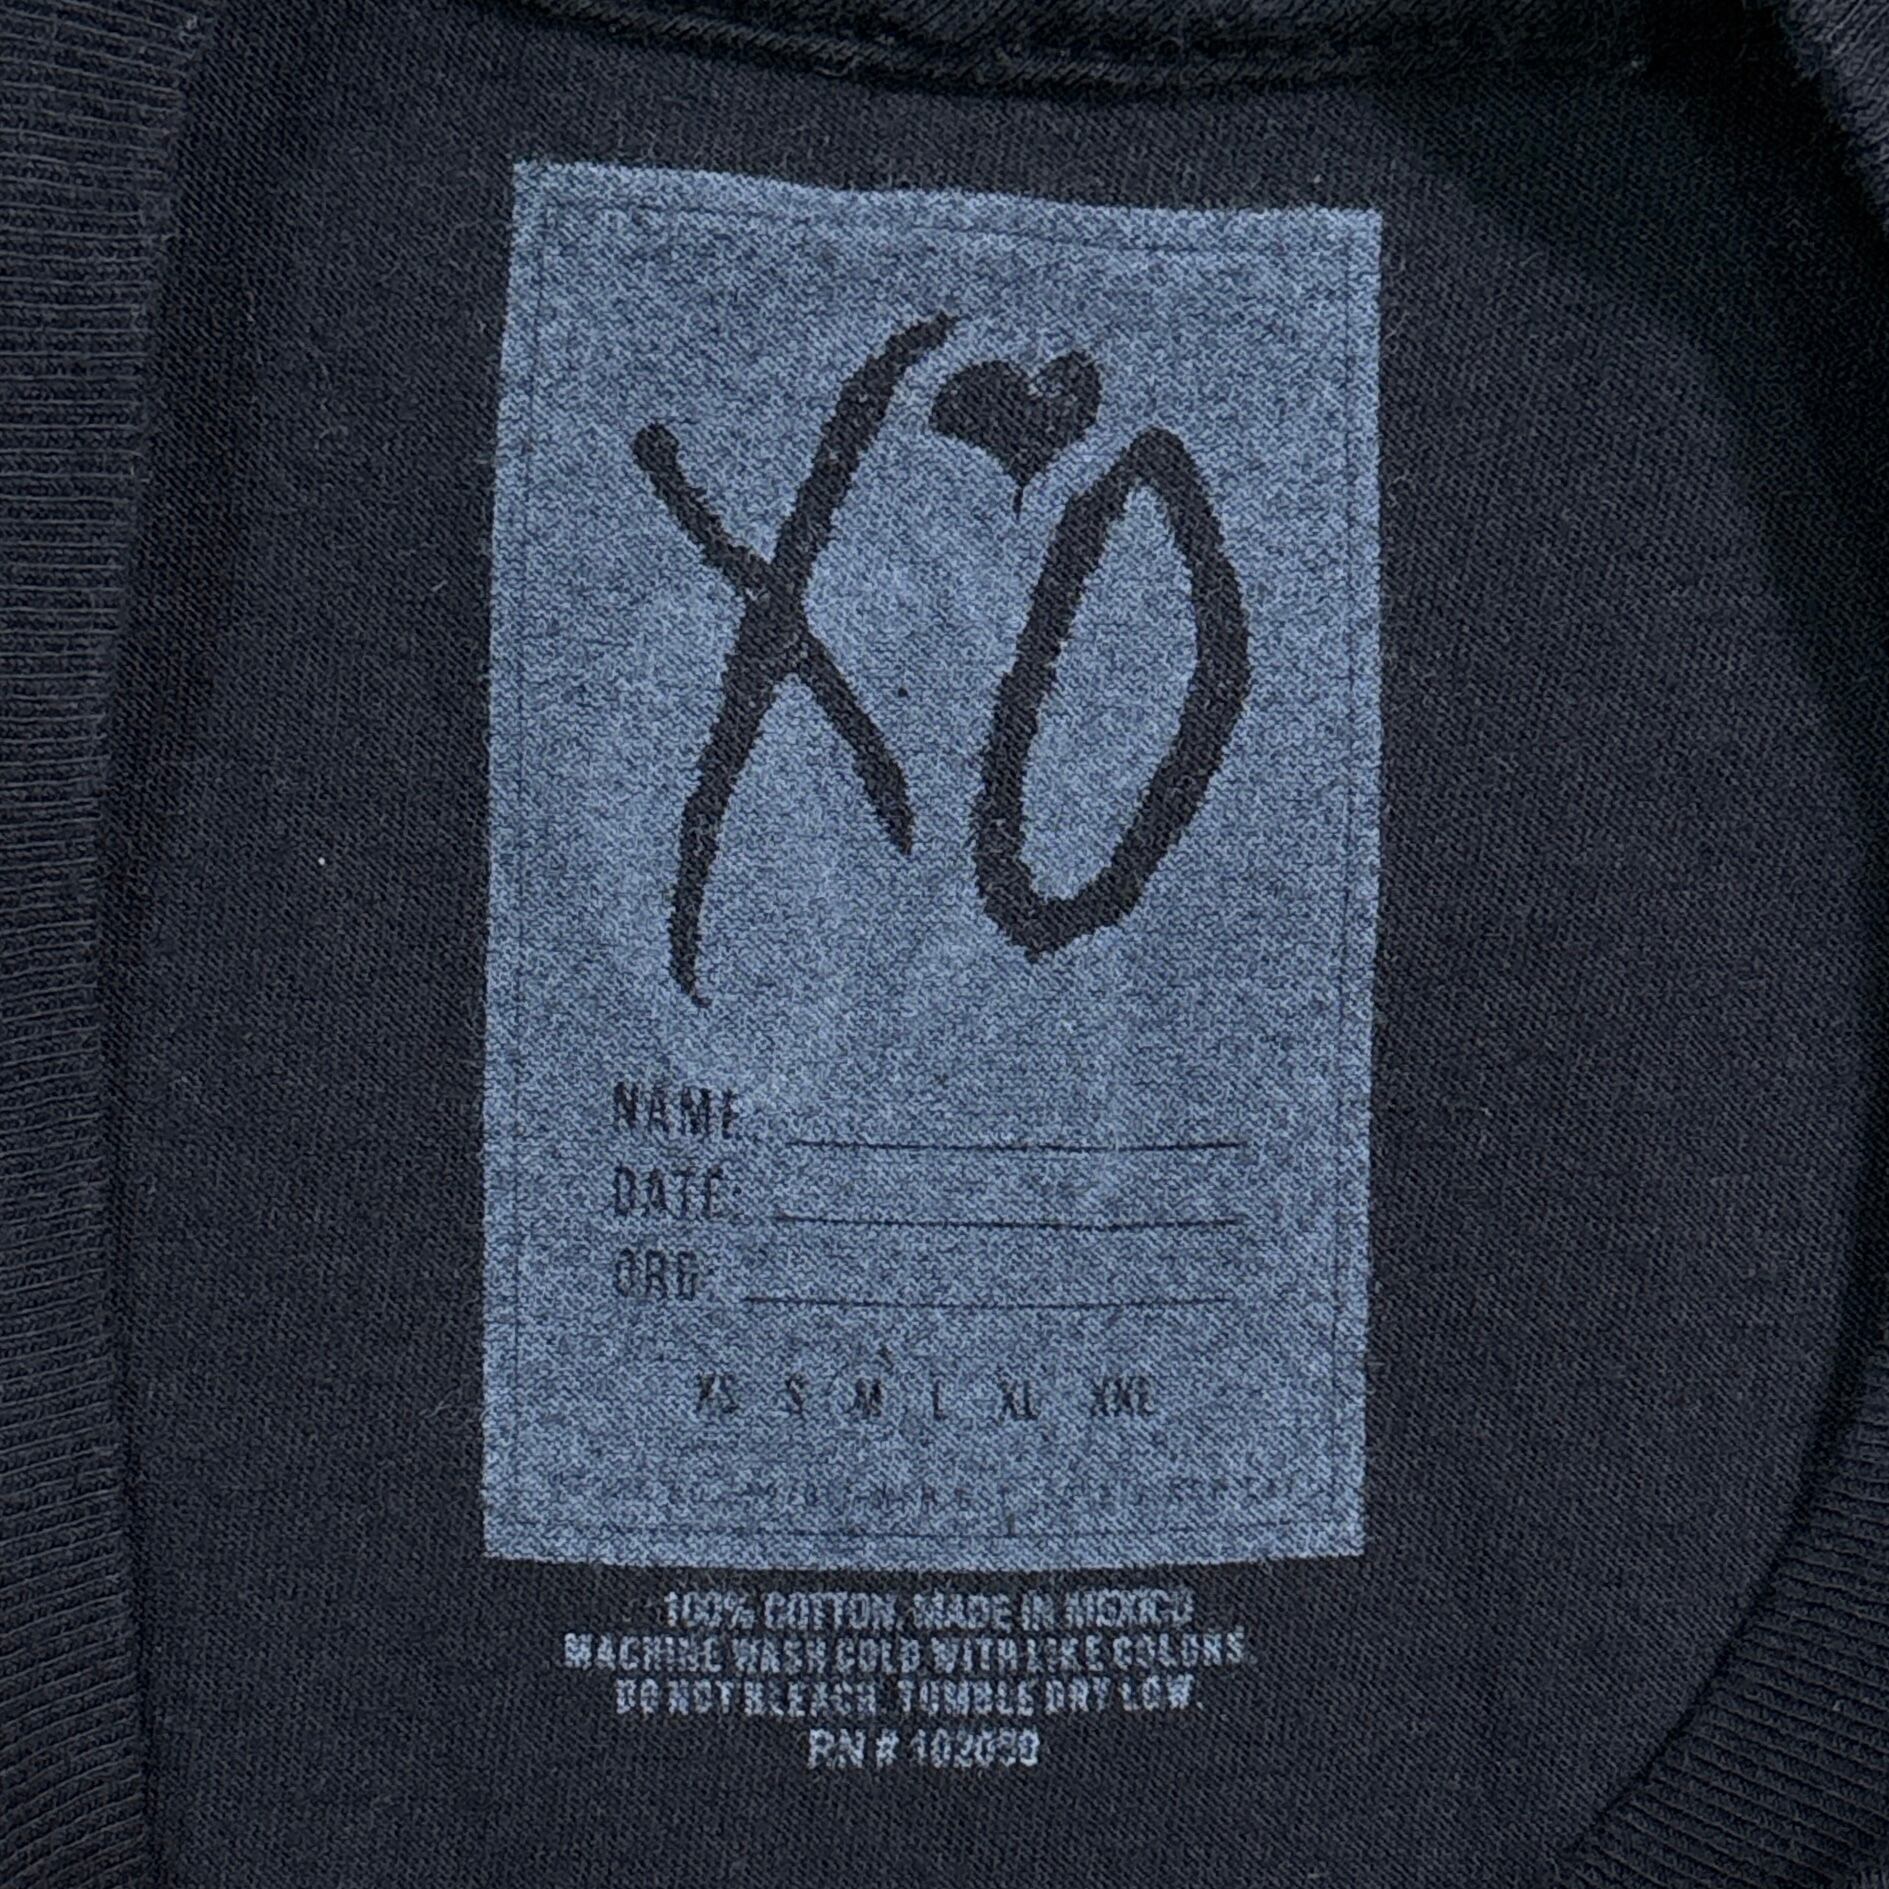 XO
NAME:
DATE:
ORG:
XS S M L XL XXL
100% COTTON. MADE IN MEXICO
MACHINE WASH COLD WITH LIKE COLORS.
DO NOT BLEACH. TUMBLE DRY LOW.
RN #